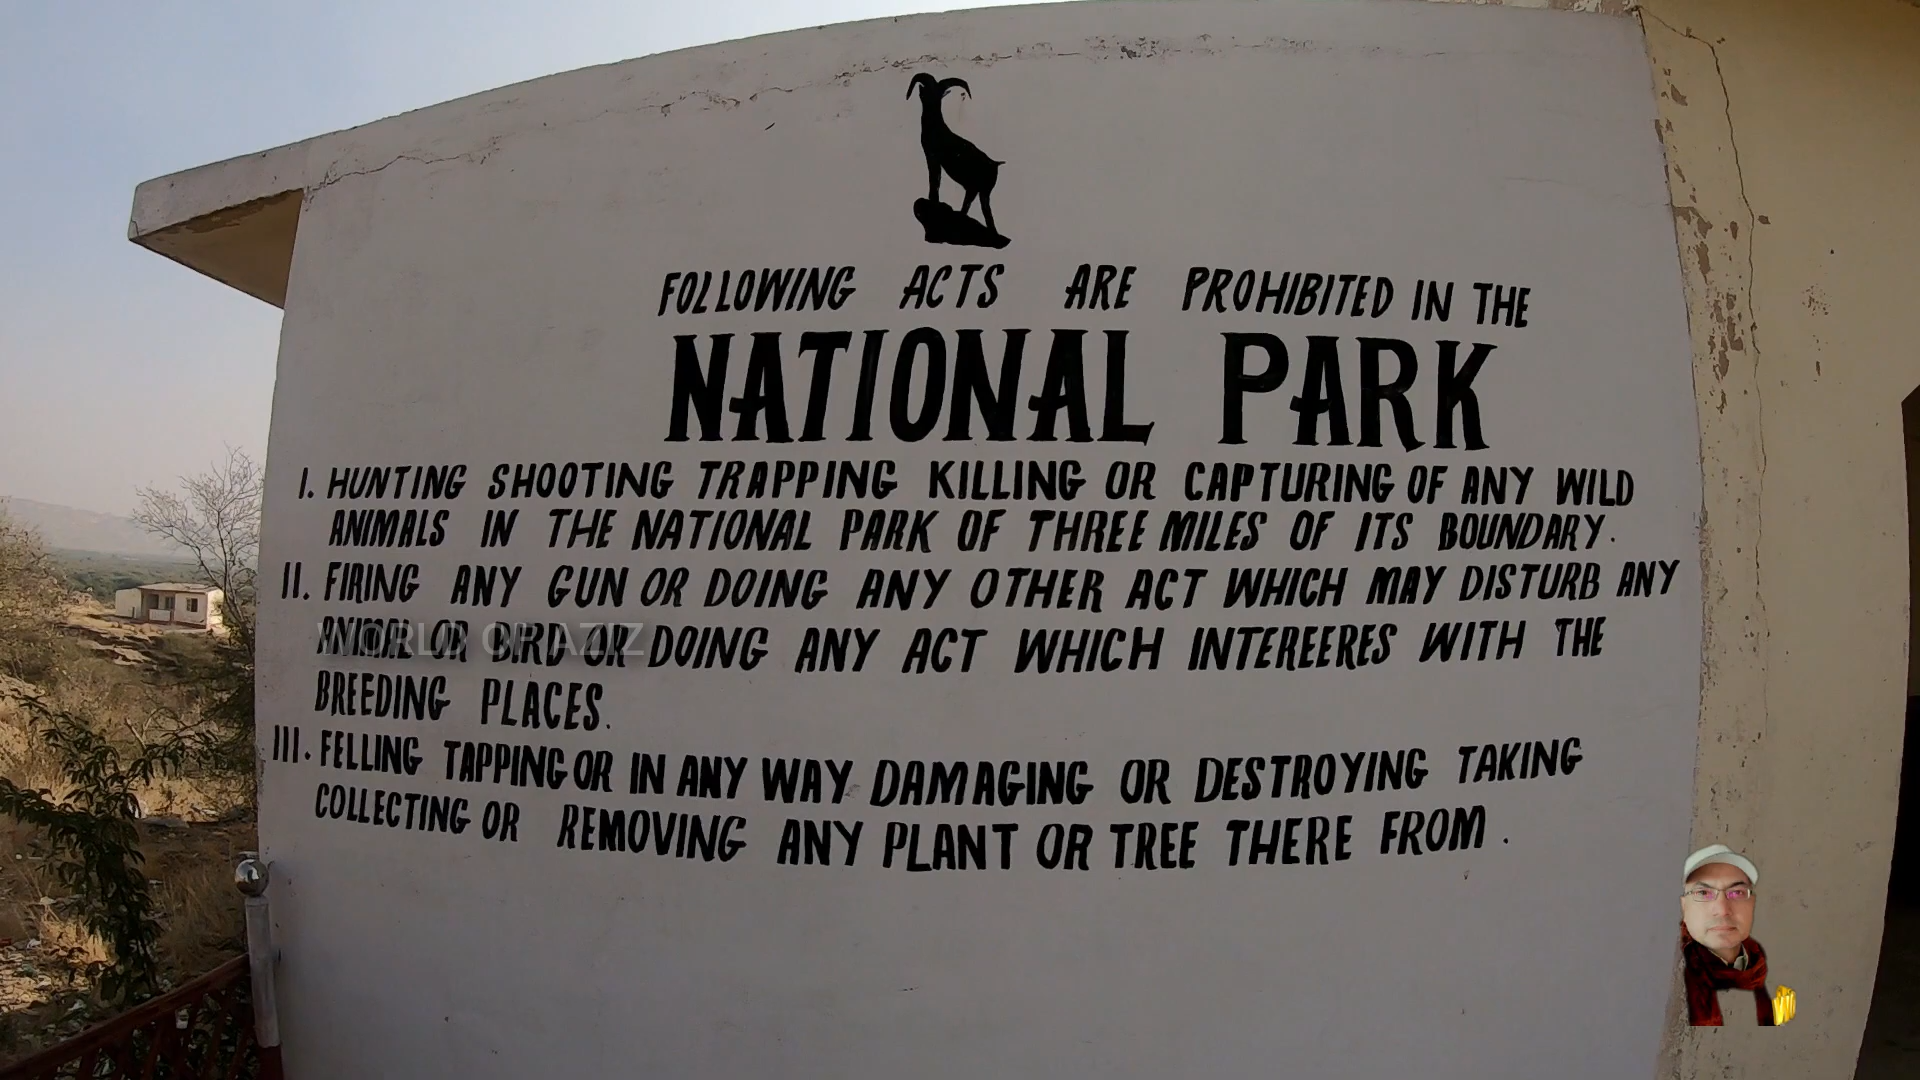 FOLLOWING ACTS ARE PROHIBITED IN THE
NATIONAL PARK
I. HUNTING SHOOTING TRAPPING KILLING OR CAPTURING OF ANY WILD
ANIMALS IN THE NATIONAL PARK OF THREE MILES OF ITS BOUNDARY.
II. FIRING ANY GUN OR DOING ANY OTHER ACT WHICH MAY DISTURB ANY
ANIMAL OR BIRD OR DOING ANY ACT WHICH INTEREERES WITH THE
WORLD OF AZIZ
BREEDING PLACES.
III. FELLING TAPPING OR IN ANY WAY DAMAGING OR DESTROYING TAKING
COLLECTING OR REMOVING ANY PLANT OR TREE THERE FROM .